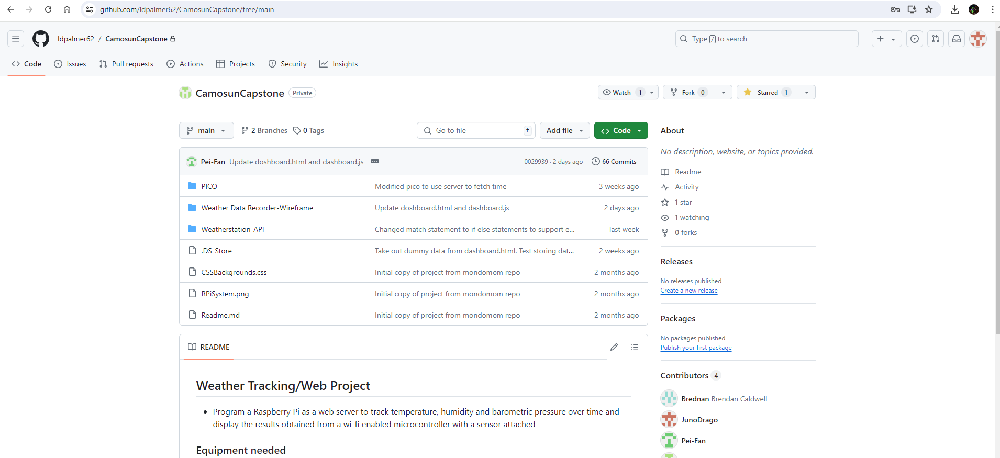 github.com/ldpalmer62/CamosunCapstone/tree/main
ldpalmer62 / CamosunCapstone
Type / to search
Code Issues Pull requests Actions Projects Security Insights
CamosunCapstone Private
Watch 1 Fork 0 Starred 1
main 2 Branches 0 Tags Go to file t Add file Code
Pei-Fan Update doshboard.html and dashboard.js 0029939 · 2 days ago 66 Commits
PICO Modified pico to use server to fetch time 3 weeks ago
Weather Data Recorder-Wireframe Update doshboard.html and dashboard.js 2 days ago
Weatherstation-API Changed match statement to if else statements to support e... last week
.DS_Store Take out dummy data from dashboard.html. Test storing dat... 2 weeks ago
CSSBackgrounds.css Initial copy of project from mondomom repo 2 months ago
RPiSystem.png Initial copy of project from mondomom repo 2 months ago
Readme.md Initial copy of project from mondomom repo 2 months ago
README
Weather Tracking/Web Project
Program a Raspberry Pi as a web server to track temperature, humidity and barometric pressure over time and
display the results obtained from a wi-fi enabled microcontroller with a sensor attached
Equipment needed
About
No description, website, or topics provided.
Readme
Activity
1 star
1 watching
0 forks
Releases
No releases published
Create a new release
Packages
No packages published
Publish your first package
Contributors 4
Brednan Brendan Caldwell
JunoDrago
Pei-Fan